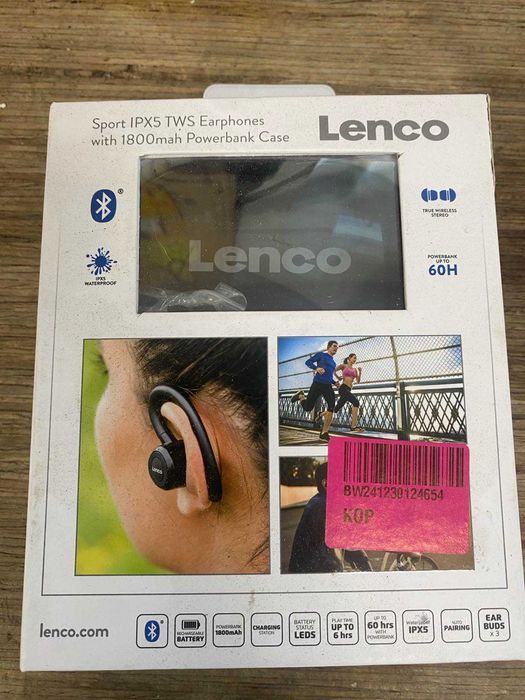 Sport IPX5 TWS Earphones
with 1800mah Powerbank Case
Lenco
®
TRUE WIRELESS
STEREO
Lenco
IPX5
WATERPROOF
POWERBANK
UP TO
60H
Lenco
BW241230124654
KOP
lenco.com
RECHARGEABLE
BATTERY
POWERBANK
1800mAh
CHARGING
STATION
BATTERY
STATUS
LEDS
PLAY TIME
UP TO
6 hrs
UP TO
60 hrs
WITH
POWERBANK
Waterproof
IPX5
AUTO
PAIRING
EAR
BUDS
x 3